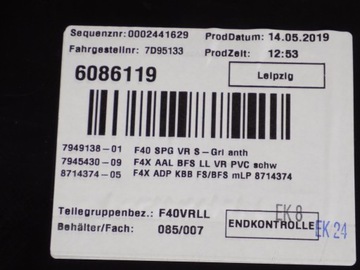 Sequenznr: 0002441629 ProdDatum: 14.05.2019
Fahrgestellnr: 7D95133 ProdZeit: 12:53
6086119 Leipzig
7949138-01 F40 SPG VR S-Grl anth
7945430-09 F4X AAL BFS LL VR PVC schw
8714374-05 F4X ADP KBB FS/BFS mLP 8714374
Teilegruppenbez.: F40VRLL
Behälter/Fach: 085/007
ENDKONTROLLE
EK 8
EK 24